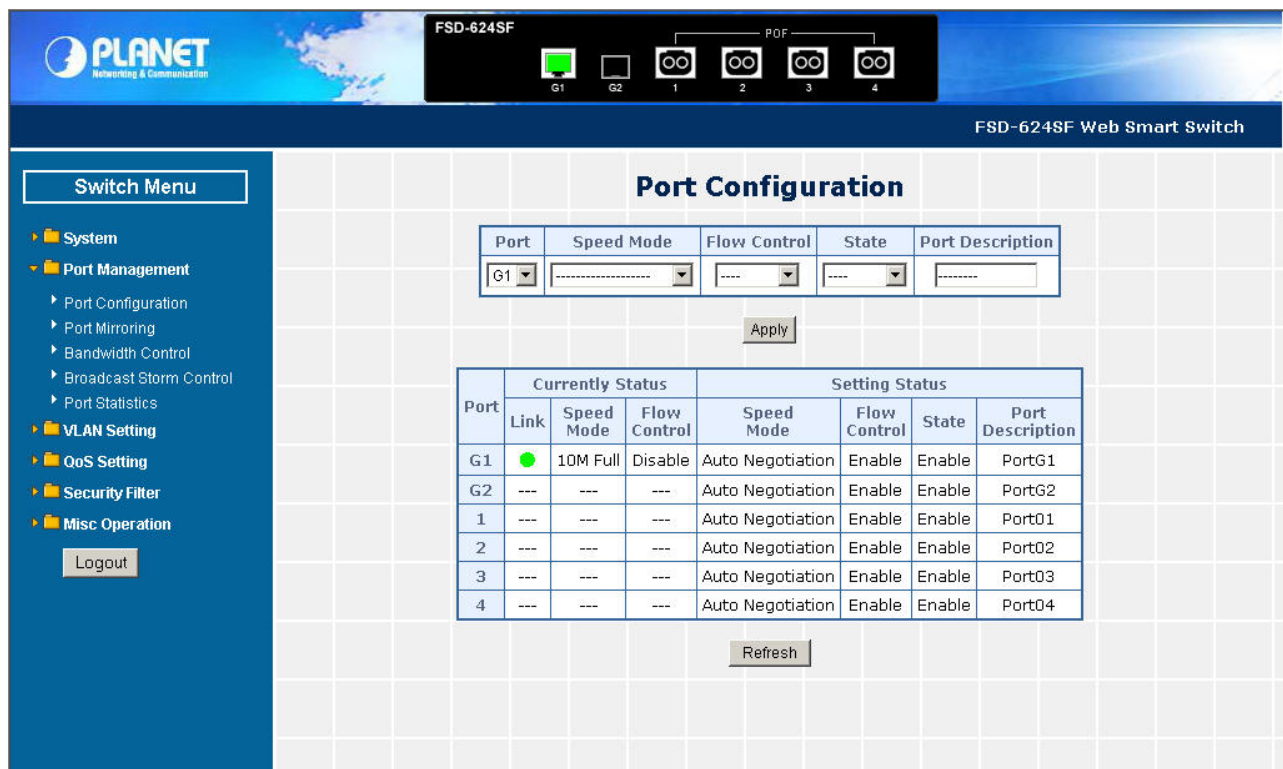 PLANET
Networking & Communication
FSD-624SF
POF
G1 G2 1 2 3 4
FSD-624SF Web Smart Switch
Switch Menu
System
Port Management
Port Configuration
Port Mirroring
Bandwidth Control
Broadcast Storm Control
Port Statistics
VLAN Setting
QoS Setting
Security Filter
Misc Operation
Logout
Port Configuration
Port Speed Mode Flow Control State Port Description
G1 ------------------- ---- ---- --------
Apply
Port Currently Status Setting Status
Link Speed Mode Flow Control Speed Mode Flow Control State Port Description
G1 10M Full Disable Auto Negotiation Enable Enable PortG1
G2 --- --- --- Auto Negotiation Enable Enable PortG2
1 --- --- --- Auto Negotiation Enable Enable Port01
2 --- --- --- Auto Negotiation Enable Enable Port02
3 --- --- --- Auto Negotiation Enable Enable Port03
4 --- --- --- Auto Negotiation Enable Enable Port04
Refresh